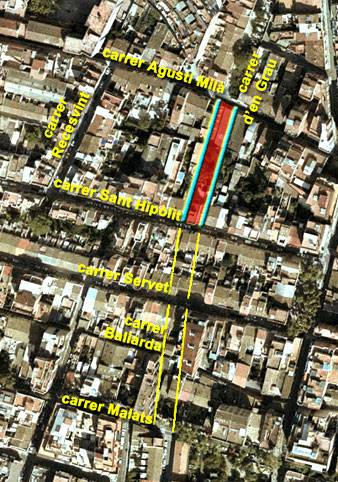 carrer Agustí Milà
carrer
d'en Grau
carrer
Recesvint
carrer Sant Hipòlit
carrer Servet
carrer
Ballarda
carrer Malats